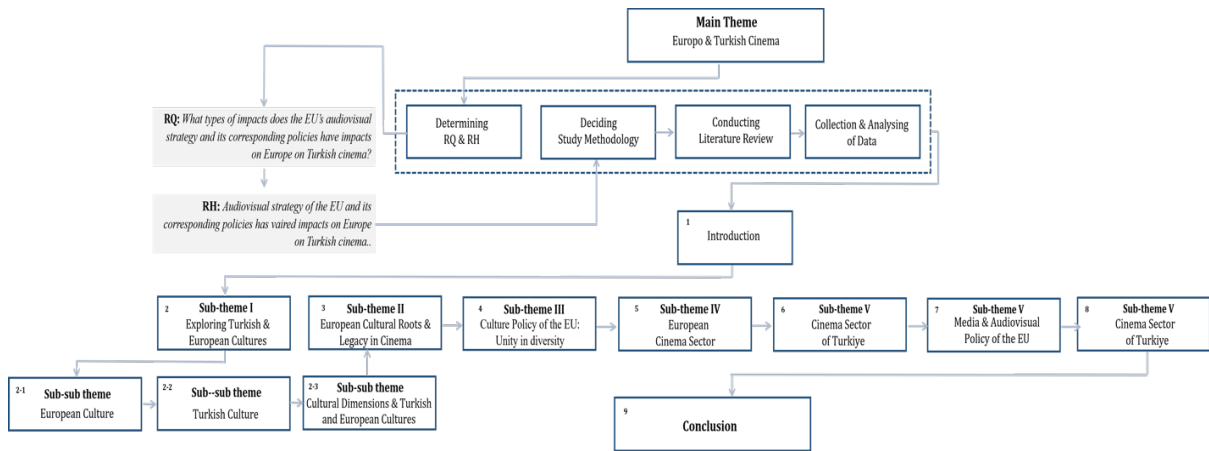 Main Theme
Europo & Turkish Cinema
RQ: What types of impacts does the EU's audiovisual
strategy and its corresponding policies have impacts
on Europe on Turkish cinema?
Determining
RQ & RH
Deciding
Study Methodology
Conducting
Literature Review
Collection & Analysing
of Data
RH: Audiovisual strategy of the EU and its
corresponding policies has vaired impacts on Europe
on Turkish cinema..
1
Introduction
2
Sub-theme I
Exploring Turkish &
European Cultures
3
Sub-theme II
European Cultural Roots &
Legacy in Cinema
4
Sub-theme III
Culture Policy of the EU:
Unity in diversity
5
Sub-theme IV
European
Cinema Sector
6
Sub-theme V
Cinema Sector
of Turkiye
7
Sub-theme V
Media & Audiovisual
Policy of the EU
8
Sub-theme V
Cinema Sector
of Turkiye
2-1
Sub-sub theme
European Culture
2-2
Sub--sub theme
Turkish Culture
2-3
Sub-sub theme
Cultural Dimensions & Turkish
and European Cultures
9
Conclusion